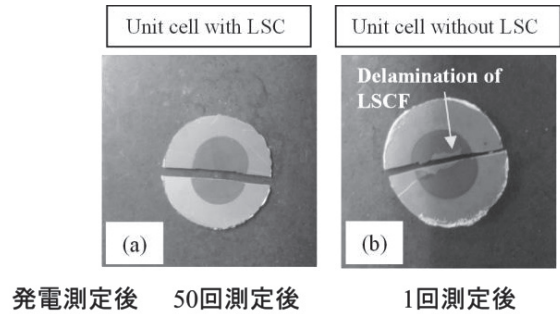 Unit cell with LSC
Unit cell without LSC
Delamination of
LSCF
(a)
(b)
発電測定後 50回測定後 1回測定後